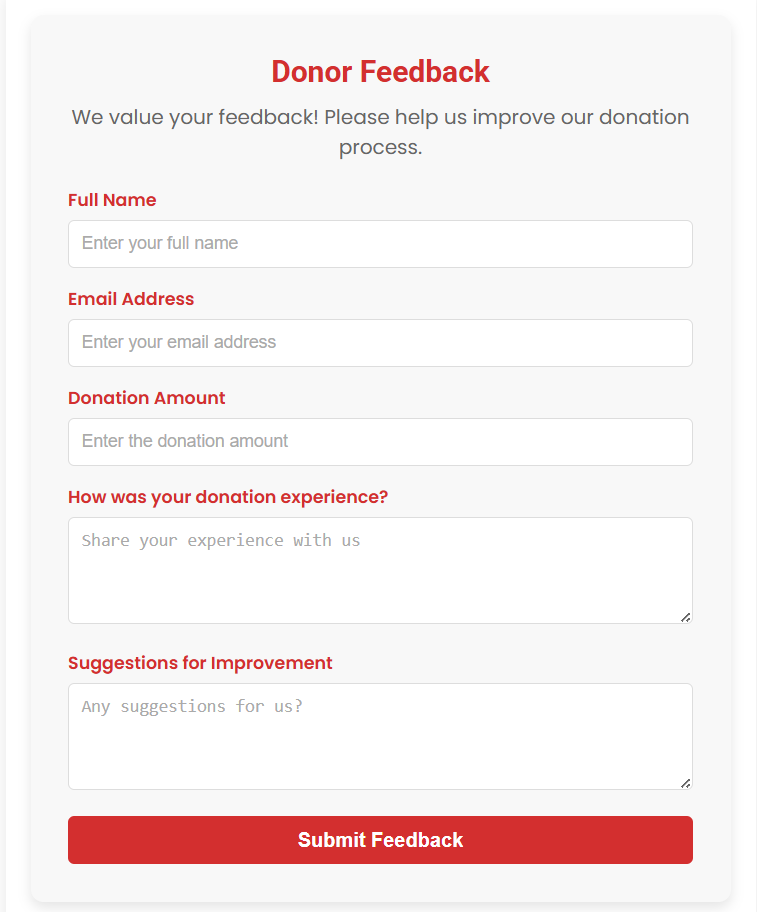 Donor Feedback
We value your feedback! Please help us improve our donation
process.
Full Name
Enter your full name
Email Address
Enter your email address
Donation Amount
Enter the donation amount
How was your donation experience?
Share your experience with us
Suggestions for Improvement
Any suggestions for us?
Submit Feedback